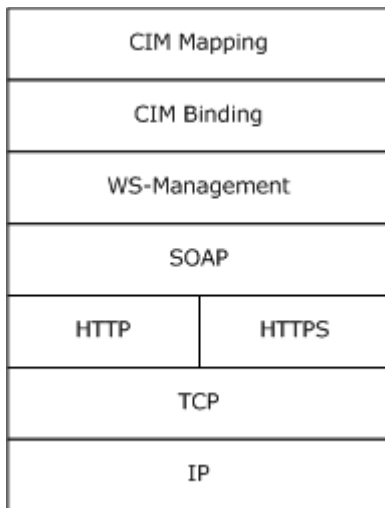 CIM Mapping
CIM Binding
WS-Management
SOAP
HTTP HTTPS
TCP
IP